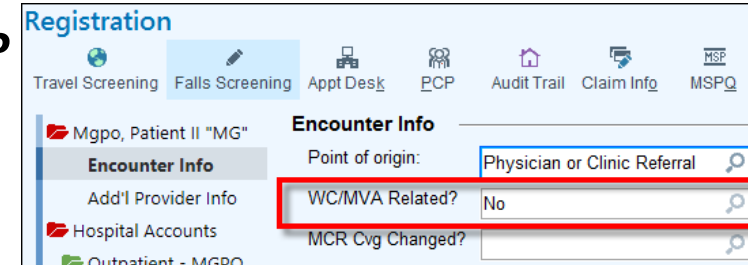 Registration
Travel Screening Falls Screening Appt Desk PCP Audit Trail Claim Info MSP MSPQ
Mgpo, Patient II "MG" Encounter Info
Encounter Info Point of origin: Physician or Clinic Referral
Add'l Provider Info WC/MVA Related? No
Hospital Accounts MCR Cvg Changed?
Outpatient - MGPO